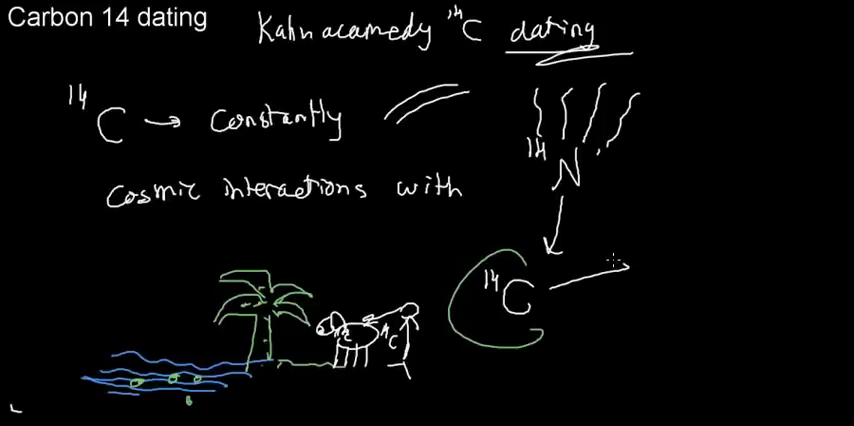 Carbon 14 dating
Kahn acamedy ¹⁴C dating
¹⁴C → Constantly
¹⁴N
Cosmic interactions with
¹⁴C
¹⁴C